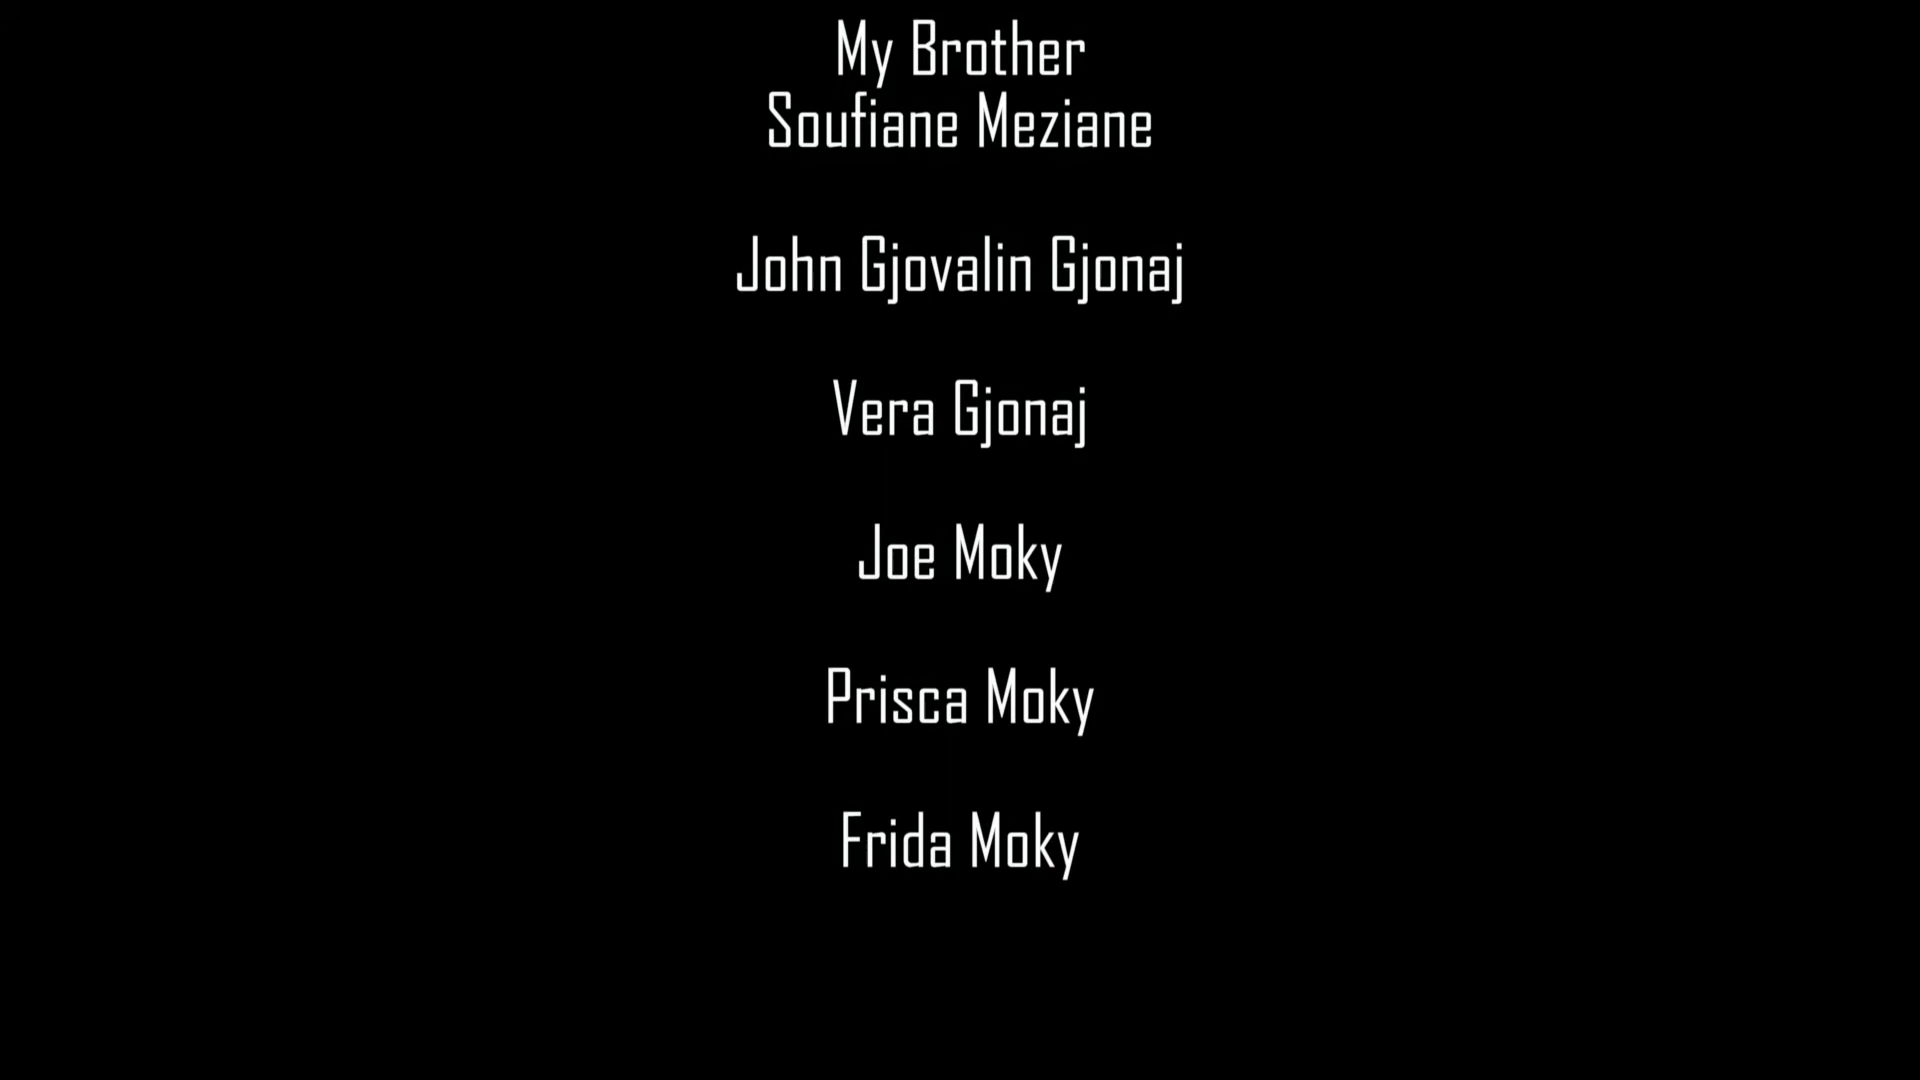 My Brother
Soufiane Meziane
John Gjovalin Gjonaj
Vera Gjonaj
Joe Moky
Prisca Moky
Frida Moky